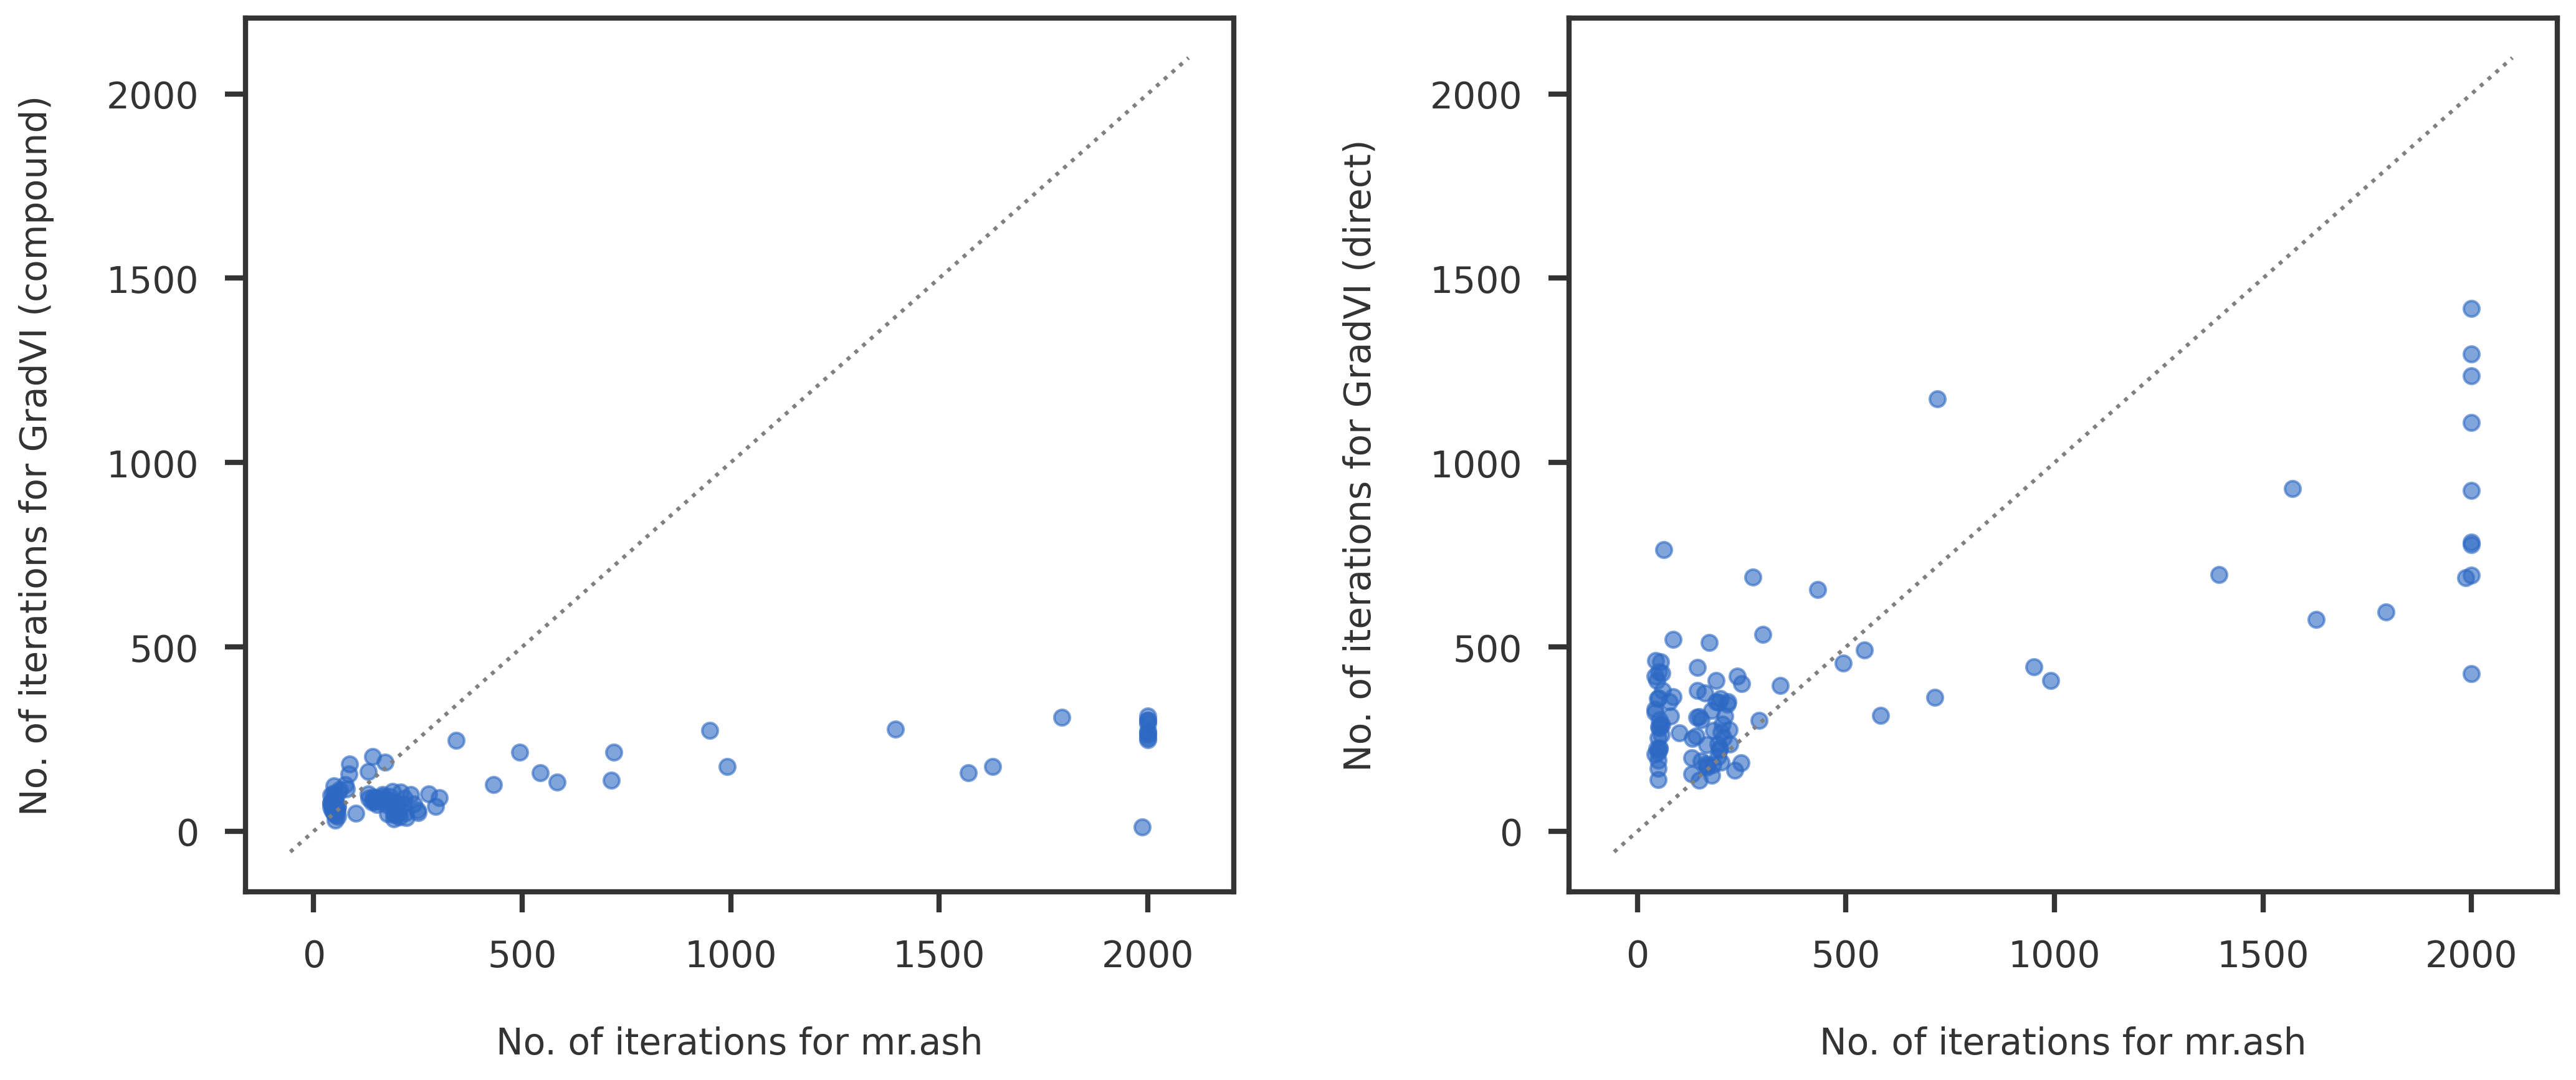 No. of iterations for GradVI (compound)
2000
1500
1000
500
0
0 500 1000 1500 2000
No. of iterations for mr.ash
No. of iterations for GradVI (direct)
2000
1500
1000
500
0
0 500 1000 1500 2000
No. of iterations for mr.ash